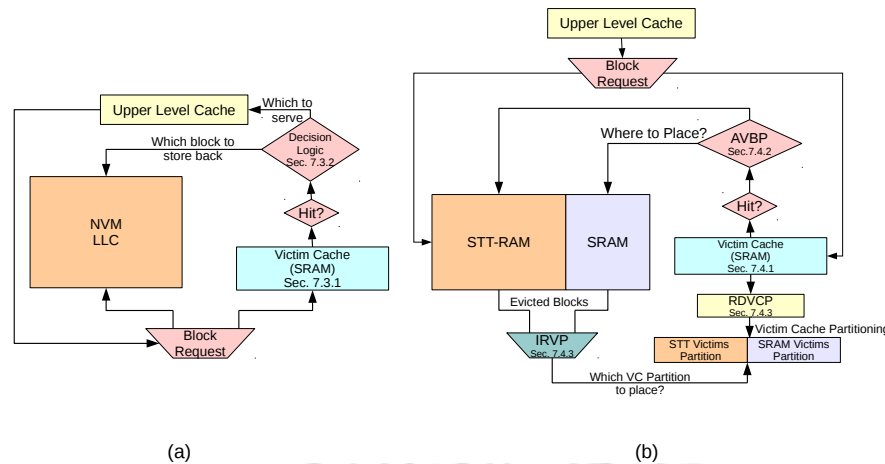 Upper Level Cache
Which to
serve
Decision
Logic
Sec. 7.3.2
Which block to
store back
Hit?
NVM
LLC
Victim Cache
(SRAM)
Sec. 7.3.1
Block
Request
(a)
Upper Level Cache
Block
Request
Where to Place?
AVBP
Sec.7.4.2
Hit?
STT-RAM
SRAM
Victim Cache
(SRAM)
Sec. 7.4.1
Evicted Blocks
RDVCP
Sec. 7.4.3
IRVP
Sec. 7.4.3
Victim Cache Partitioning
STT Victims
Partition
SRAM Victims
Partition
Which VC Partition
to place?
(b)